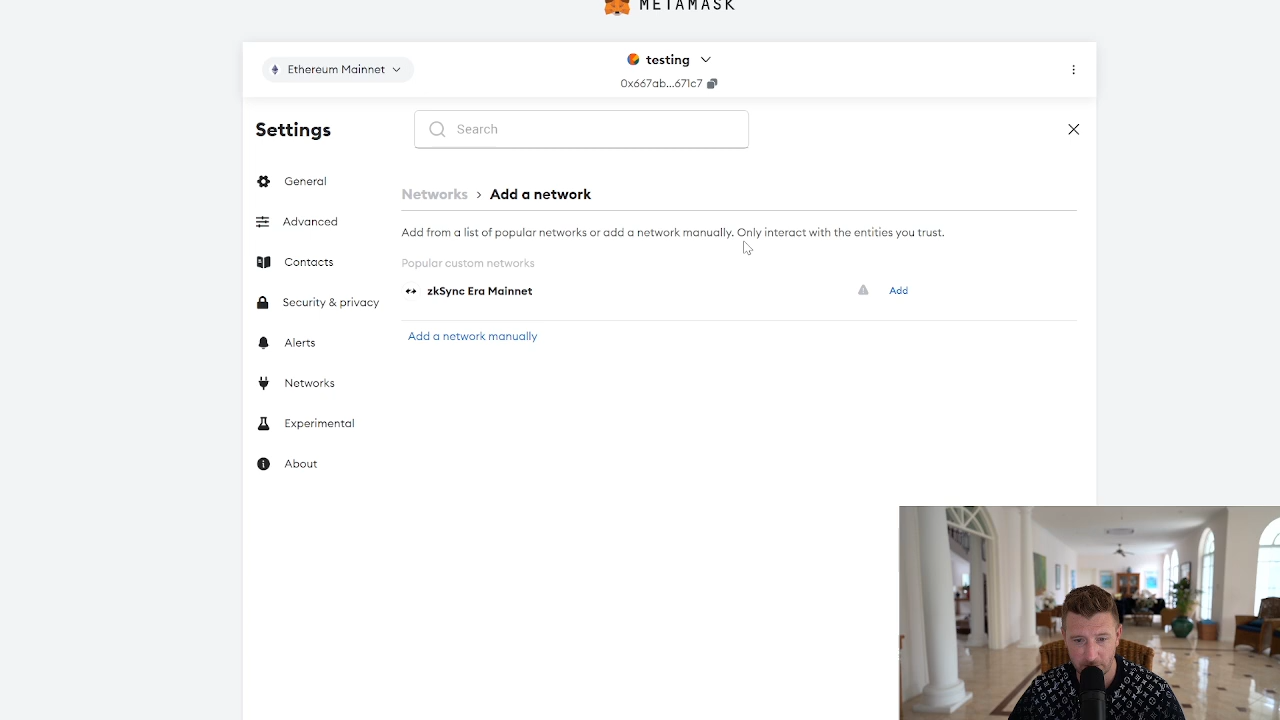 METAMASK
Ethereum Mainnet
testing
0x667ab...671c7
Settings
Search
Networks > Add a network
General
Advanced
Contacts
Security & privacy
Alerts
Networks
Experimental
About
Add from a list of popular networks or add a network manually. Only interact with the entities you trust.
Popular custom networks
zkSync Era Mainnet
Add
Add a network manually